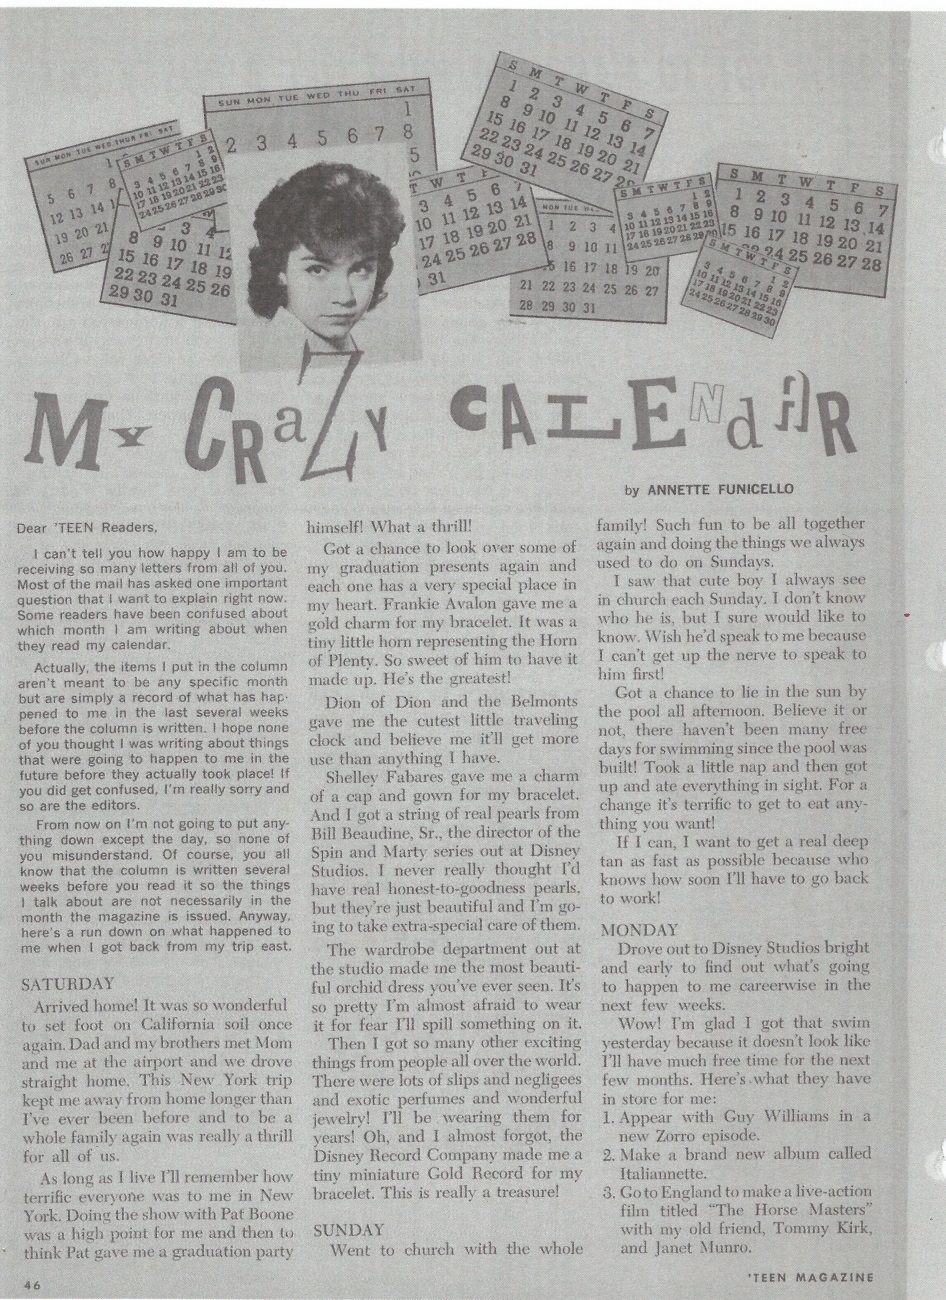 MY CRAZY CALENDAR
by ANNETTE FUNICELLO
Dear 'TEEN Readers,
I can't tell you how happy I am to be
receiving so many letters from all of you.
Most of the mail has asked one important
question that I want to explain right now.
Some readers have been confused about
which month I am writing about when
they read my calendar.
Actually, the items I put in the column
aren't meant to be any specific month
but are simply a record of what has hap-
pened to me in the last several weeks
before the column is written. I hope none
of you thought I was writing about things
that were going to happen to me in the
future before they actually took place! If
you did get confused, I'm really sorry and
so are the editors.
From now on I'm not going to put any-
thing down except the day, so none of
you misunderstand. Of course, you all
know that the column is written several
weeks before you read it so the things
I talk about are not necessarily in the
month the magazine is issued. Anyway,
here's a run down on what happened to
me when I got back from my trip east.
SATURDAY
Arrived home! It was so wonderful
to set foot on California soil once
again. Dad and my brothers met Mom
and me at the airport and we drove
straight home. This New York trip
kept me away from home longer than
I've ever been before and to be a
whole family again was really a thrill
for all of us.
As long as I live I'll remember how
terrific everyone was to me in New
York. Doing the show with Pat Boone
was a high point for me and then to
think Pat gave me a graduation party
himself! What a thrill!
Got a chance to look over some of
my graduation presents again and
each one has a very special place in
my heart. Frankie Avalon gave me a
gold charm for my bracelet. It was a
tiny little horn representing the Horn
of Plenty. So sweet of him to have it
made up. He's the greatest!
Dion of Dion and the Belmonts
gave me the cutest little traveling
clock and believe me it'll get more
use than anything I have.
Shelley Fabares gave me a charm
of a cap and gown for my bracelet.
And I got a string of real pearls from
Bill Beaudine, Sr., the director of the
Spin and Marty series out at Disney
Studios. I never really thought I'd
have real honest-to-goodness pearls,
but they're just beautiful and I'm go-
ing to take extra-special care of them.
The wardrobe department out at
the studio made me the most beauti-
ful orchid dress you've ever seen. It's
so pretty I'm almost afraid to wear
it for fear I'll spill something on it.
Then I got so many other exciting
things from people all over the world.
There were lots of slips and negligees
and exotic perfumes and wonderful
jewelry! I'll be wearing them for
years! Oh, and I almost forgot, the
Disney Record Company made me a
tiny miniature Gold Record for my
bracelet. This is really a treasure!
SUNDAY
Went to church with the whole
family! Such fun to be all together
again and doing the things we always
used to do on Sundays.
I saw that cute boy I always see
in church each Sunday. I don't know
who he is, but I sure would like to
know. Wish he'd speak to me because
I can't get up the nerve to speak to
him first!
Got a chance to lie in the sun by
the pool all afternoon. Believe it or
not, there haven't been many free
days for swimming since the pool was
built! Took a little nap and then got
up and ate everything in sight. For a
change it's terrific to get to eat any-
thing you want!
If I can, I want to get a real deep
tan as fast as possible because who
knows how soon I'll have to go back
to work!
MONDAY
Drove out to Disney Studios bright
and early to find out what's going
to happen to me careerwise in the
next few weeks.
Wow! I'm glad I got that swim
yesterday because it doesn't look like
I'll have much free time for the next
few months. Here's what they have
in store for me:
1. Appear with Guy Williams in a
new Zorro episode.
2. Make a brand new album called
Italiannette.
3. Go to England to make a live-action
film titled "The Horse Masters"
with my old friend, Tommy Kirk,
and Janet Munro.
46
'TEEN MAGAZINE